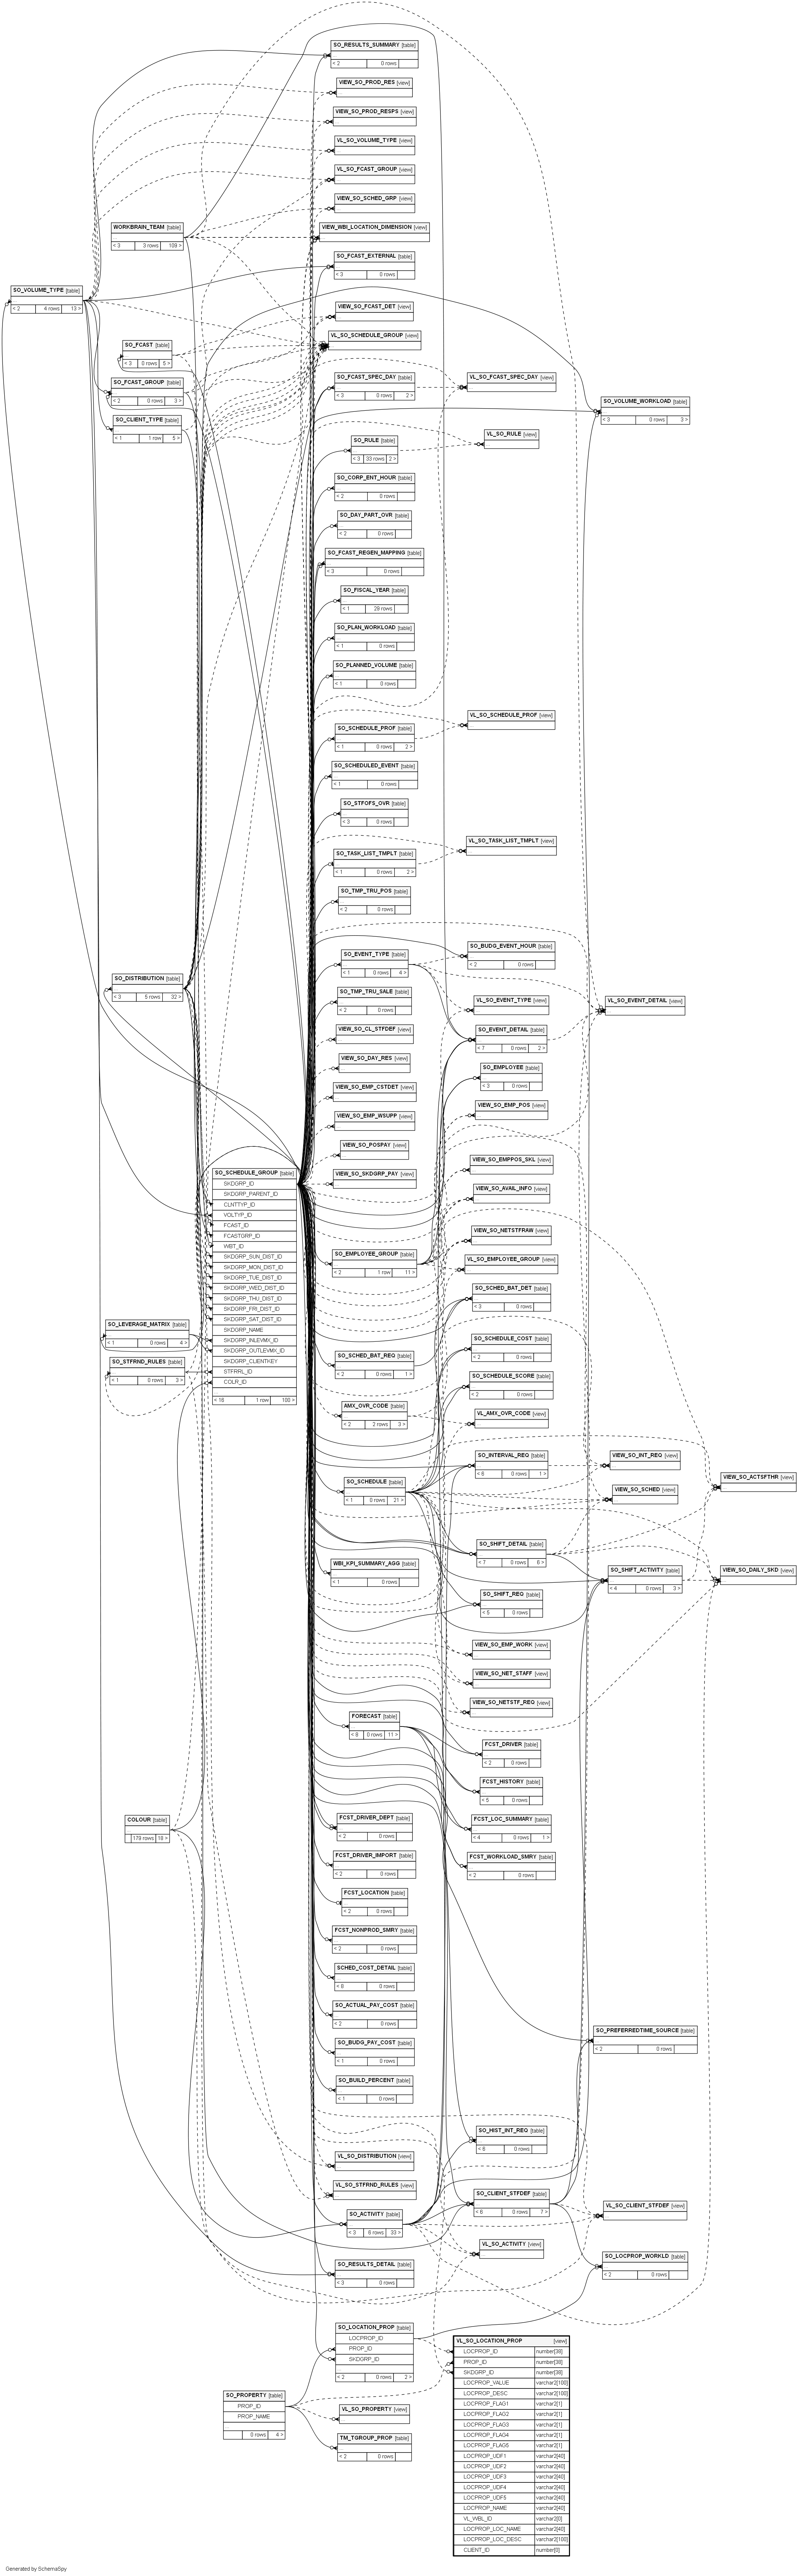 SO_RESULTS_SUMMARY [table]
...
< 2 0 rows
VIEW_SO_PROD_RES [view]
...
VIEW_SO_PROD_RESPS [view]
...
VL_SO_VOLUME_TYPE [view]
...
VL_SO_FCAST_GROUP [view]
...
VIEW_SO_SCHED_GRP [view]
...
WORKBRAIN_TEAM [table]
...
< 3 3 rows 109 >
VIEW_WBI_LOCATION_DIMENSION [view]
...
SO_FCAST_EXTERNAL [table]
...
< 3 0 rows
SO_VOLUME_TYPE [table]
...
< 2 4 rows 13 >
VIEW_SO_FCAST_DET [view]
...
VL_SO_SCHEDULE_GROUP [view]
...
SO_FCAST [table]
...
< 3 0 rows 5 >
SO_FCAST_GROUP [table]
...
< 2 0 rows 3 >
SO_FCAST_SPEC_DAY [table]
...
< 3 0 rows 2 >
VL_SO_FCAST_SPEC_DAY [view]
...
SO_VOLUME_WORKLOAD [table]
...
< 3 0 rows 3 >
SO_CLIENT_TYPE [table]
...
< 1 1 row 5 >
SO_RULE [table]
...
< 3 33 rows 2 >
VL_SO_RULE [view]
...
SO_CORP_ENT_HOUR [table]
...
< 2 0 rows
SO_DAY_PART_OVR [table]
...
< 2 0 rows
SO_FCAST_REGEN_MAPPING [table]
...
< 3 0 rows
SO_FISCAL_YEAR [table]
...
< 1 29 rows
SO_PLAN_WORKLOAD [table]
...
< 1 0 rows
SO_PLANNED_VOLUME [table]
...
< 1 0 rows
SO_SCHEDULE_PROF [table]
...
< 1 0 rows 2 >
VL_SO_SCHEDULE_PROF [view]
...
SO_SCHEDULED_EVENT [table]
...
< 1 0 rows
SO_STFOFS_OVR [table]
...
< 3 0 rows
SO_TASK_LIST_TMPLT [table]
...
< 1 0 rows 2 >
VL_SO_TASK_LIST_TMPLT [view]
...
SO_TMP_TRU_POS [table]
...
< 2 0 rows
SO_EVENT_TYPE [table]
...
< 1 0 rows 4 >
SO_BUDG_EVENT_HOUR [table]
...
< 2 0 rows
SO_DISTRIBUTION [table]
...
< 3 5 rows 32 >
SO_TMP_TRU_SALE [table]
...
< 2 0 rows
VL_SO_EVENT_TYPE [view]
...
VL_SO_EVENT_DETAIL [view]
...
VIEW_SO_CL_STFDEF [view]
...
SO_EVENT_DETAIL [table]
...
< 7 0 rows 2 >
VIEW_SO_DAY_RES [view]
...
SO_EMPLOYEE [table]
...
< 3 0 rows
VIEW_SO_EMP_CSTDET [view]
...
VIEW_SO_EMP_POS [view]
...
VIEW_SO_EMP_WSUPP [view]
...
VIEW_SO_POSPAY [view]
...
VIEW_SO_EMPPOS_SKL [view]
...
VIEW_SO_SKDGRP_PAY [view]
...
VIEW_SO_AVAIL_INFO [view]
...
SO_SCHEDULE_GROUP [table]
SKDGRP_ID
SKDGRP_PARENT_ID
CLNTTYP_ID
VOLTYP_ID
FCAST_ID
FCASTGRP_ID
WBT_ID
SKDGRP_SUN_DIST_ID
SKDGRP_MON_DIST_ID
SKDGRP_TUE_DIST_ID
SKDGRP_WED_DIST_ID
SKDGRP_THU_DIST_ID
SKDGRP_FRI_DIST_ID
SKDGRP_SAT_DIST_ID
SKDGRP_NAME
SKDGRP_INLEVMX_ID
SKDGRP_OUTLEVMX_ID
SKDGRP_CLIENTKEY
STFRRL_ID
COLR_ID
...
< 16 1 row 100 >
VIEW_SO_NETSTFRAW [view]
...
SO_EMPLOYEE_GROUP [table]
...
< 2 1 row 11 >
VL_SO_EMPLOYEE_GROUP [view]
...
SO_SCHED_BAT_DET [table]
...
< 3 0 rows
SO_LEVERAGE_MATRIX [table]
...
< 1 0 rows 4 >
SO_SCHEDULE_COST [table]
...
< 2 0 rows
SO_STFRND_RULES [table]
...
< 1 0 rows 3 >
SO_SCHED_BAT_REQ [table]
...
< 2 0 rows 1 >
SO_SCHEDULE_SCORE [table]
...
< 2 0 rows
AMX_OVR_CODE [table]
...
< 2 2 rows 3 >
VL_AMX_OVR_CODE [view]
...
SO_INTERVAL_REQ [table]
...
< 6 0 rows 1 >
VIEW_SO_INT_REQ [view]
...
VIEW_SO_ACTSFTHR [view]
...
SO_SCHEDULE [table]
...
< 1 0 rows 21 >
VIEW_SO_SCHED [view]
...
SO_SHIFT_DETAIL [table]
...
< 7 0 rows 6 >
WBI_KPI_SUMMARY_AGG [table]
...
< 1 0 rows
SO_SHIFT_ACTIVITY [table]
...
< 4 0 rows 3 >
VIEW_SO_DAILY_SKD [view]
...
SO_SHIFT_REQ [table]
...
< 5 0 rows
VIEW_SO_EMP_WORK [view]
...
VIEW_SO_NET_STAFF [view]
...
VIEW_SO_NETSTF_REQ [view]
...
FORECAST [table]
...
< 8 0 rows 11 >
FCST_DRIVER [table]
...
< 2 0 rows
FCST_HISTORY [table]
...
< 5 0 rows
COLOUR [table]
...
179 rows 18 >
FCST_DRIVER_DEPT [table]
...
< 2 0 rows
FCST_LOC_SUMMARY [table]
...
< 4 0 rows 1 >
FCST_DRIVER_IMPORT [table]
...
< 2 0 rows
FCST_WORKLOAD_SMRY [table]
...
< 2 0 rows
FCST_LOCATION [table]
...
< 2 0 rows
FCST_NONPROD_SMRY [table]
...
< 2 0 rows
SCHED_COST_DETAIL [table]
...
< 8 0 rows
SO_ACTUAL_PAY_COST [table]
...
< 2 0 rows
SO_PREFERREDTIME_SOURCE [table]
...
< 2 0 rows
SO_BUDG_PAY_COST [table]
...
< 1 0 rows
SO_BUILD_PERCENT [table]
...
< 1 0 rows
SO_HIST_INT_REQ [table]
...
< 6 0 rows
VL_SO_DISTRIBUTION [view]
...
VL_SO_STFRND_RULES [view]
...
SO_CLIENT_STFDEF [table]
...
< 8 0 rows 7 >
VL_SO_CLIENT_STFDEF [view]
...
SO_ACTIVITY [table]
...
< 3 6 rows 33 >
VL_SO_ACTIVITY [view]
...
SO_RESULTS_DETAIL [table]
...
< 3 0 rows
SO_LOCPROP_WORKLD [table]
...
< 2 0 rows
SO_LOCATION_PROP [table]
LOCPROP_ID
PROP_ID
SKDGRP_ID
...
< 2 0 rows 2 >
SO_PROPERTY [table]
PROP_ID
PROP_NAME
...
0 rows 4 >
VL_SO_PROPERTY [view]
...
TM_TGROUP_PROP [table]
...
< 2 0 rows
VL_SO_LOCATION_PROP [view]
LOCPROP_ID number[38]
PROP_ID number[38]
SKDGRP_ID number[38]
LOCPROP_VALUE varchar2[100]
LOCPROP_DESC varchar2[100]
LOCPROP_FLAG1 varchar2[1]
LOCPROP_FLAG2 varchar2[1]
LOCPROP_FLAG3 varchar2[1]
LOCPROP_FLAG4 varchar2[1]
LOCPROP_FLAG5 varchar2[1]
LOCPROP_UDF1 varchar2[40]
LOCPROP_UDF2 varchar2[40]
LOCPROP_UDF3 varchar2[40]
LOCPROP_UDF4 varchar2[40]
LOCPROP_UDF5 varchar2[40]
LOCPROP_NAME varchar2[40]
VL_WBL_ID varchar2[0]
LOCPROP_LOC_NAME varchar2[40]
LOCPROP_LOC_DESC varchar2[100]
CLIENT_ID number[0]
Generated by SchemaSpy